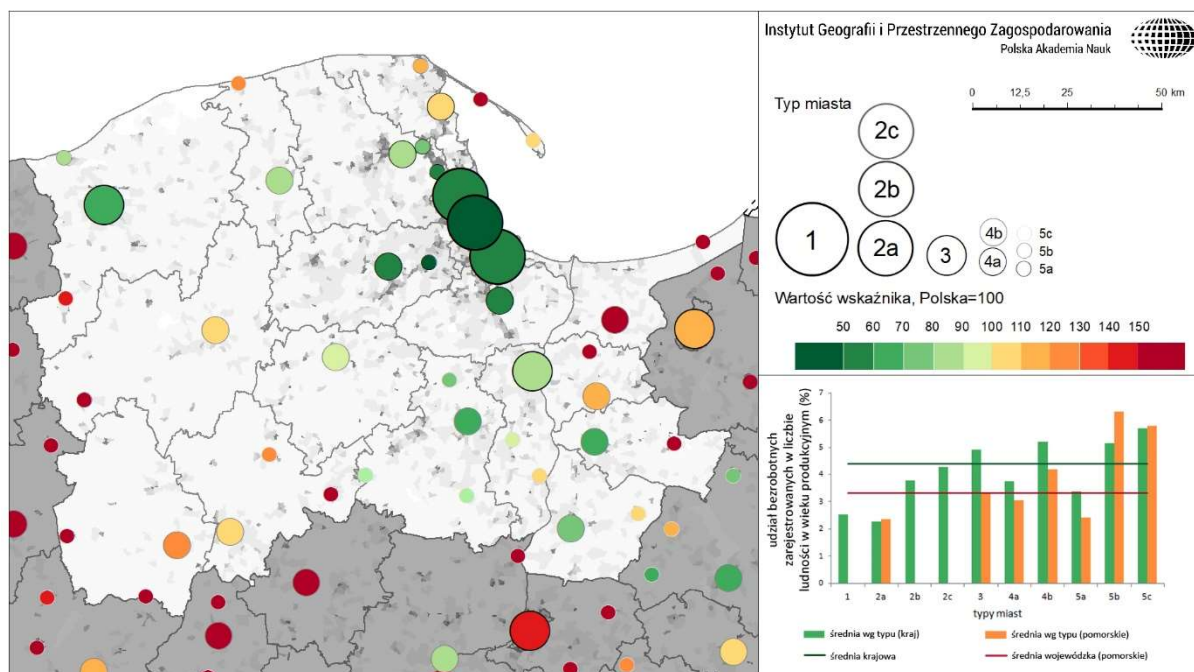 Instytut Geografii i Przestrzennego Zagospodarowania
Polska Akademia Nauk
0 12,5 25 50 km
Typ miasta
2c
2b
1
2a
3
4b
4a
5c
5b
5a
Wartość wskaźnika, Polska=100
50 60 70 80 90 100 110 120 130 140 150
udział bezrobotnych
zarejestrowanych w liczbie
ludności w wieku produkcyjnym (%)
7
6
5
4
3
2
1
0
1 2a 2b 2c 3 4a 4b 5a 5b 5c
typy miast
średnia wg typu (kraj)
średnia wg typu (pomorskie)
średnia krajowa
średnia wojewódzka (pomorskie)